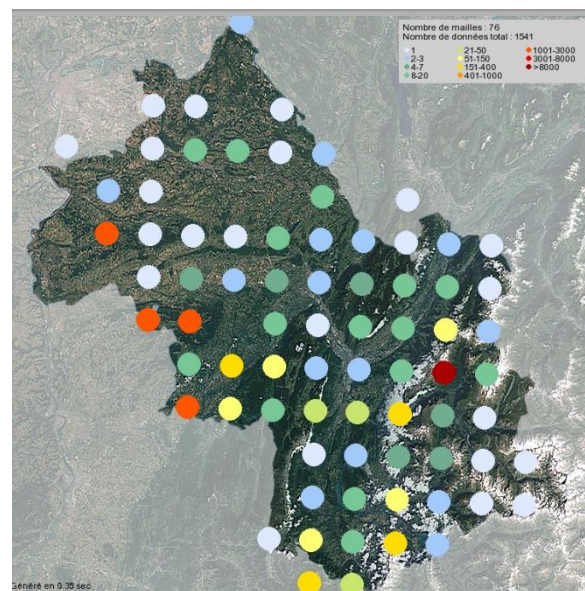 Nombre de mailles : 76
Nombre de données total : 1541
1 21-50 1001-3000
2-3 51-150 3001-8000
4-7 151-400 >8000
8-20 401-1000
Généré en 0.35 sec